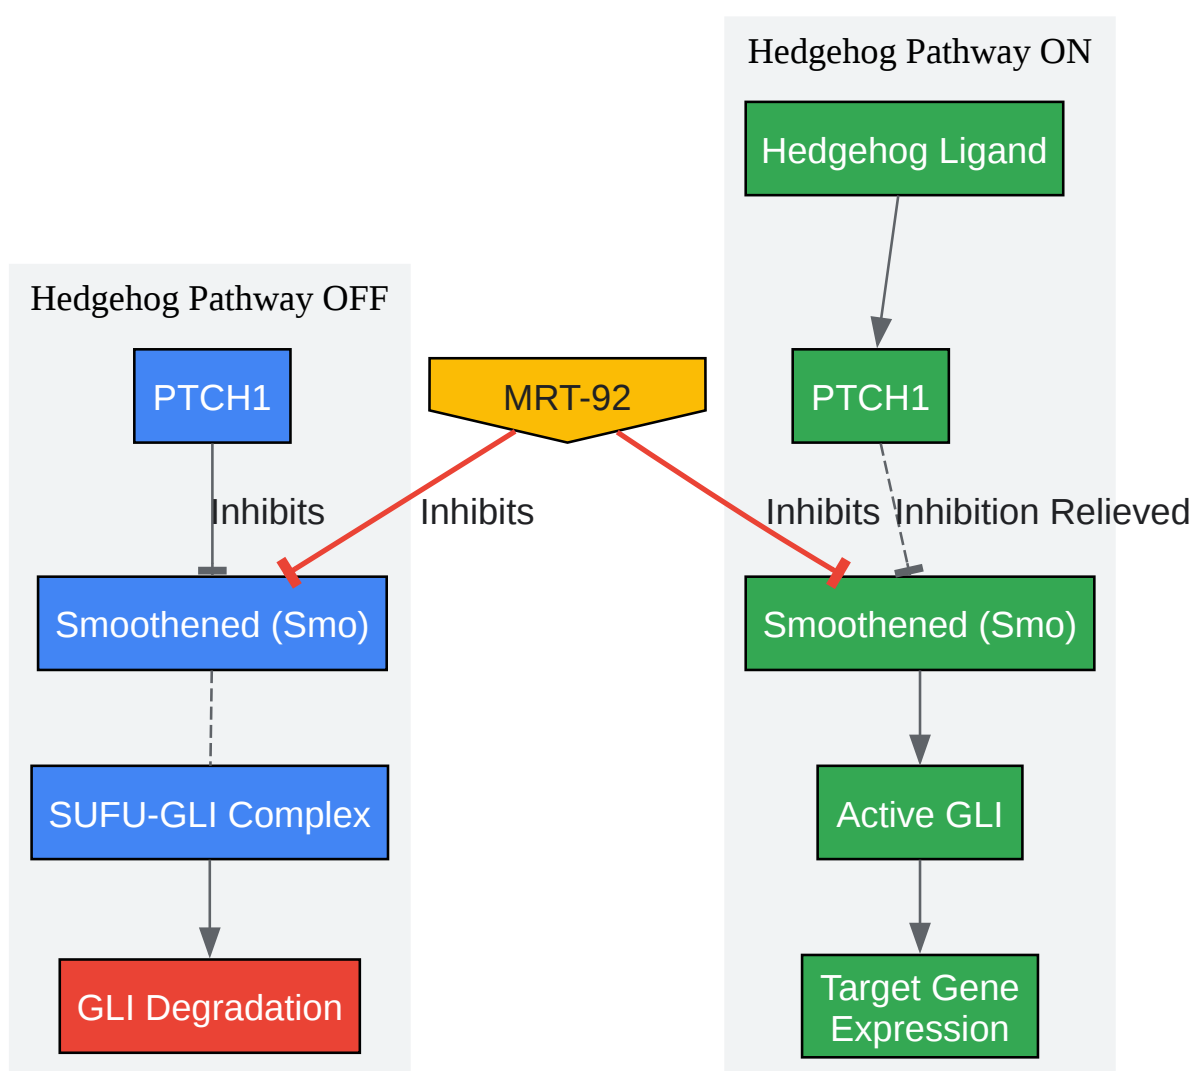 Hedgehog Pathway ON
Hedgehog Ligand
Hedgehog Pathway OFF
PTCH1
MRT-92
PTCH1
Inhibits
Inhibits
Inhibits
Inhibition Relieved
Smoothened (Smo)
Smoothened (Smo)
SUFU-GLI Complex
Active GLI
GLI Degradation
Target Gene
Expression